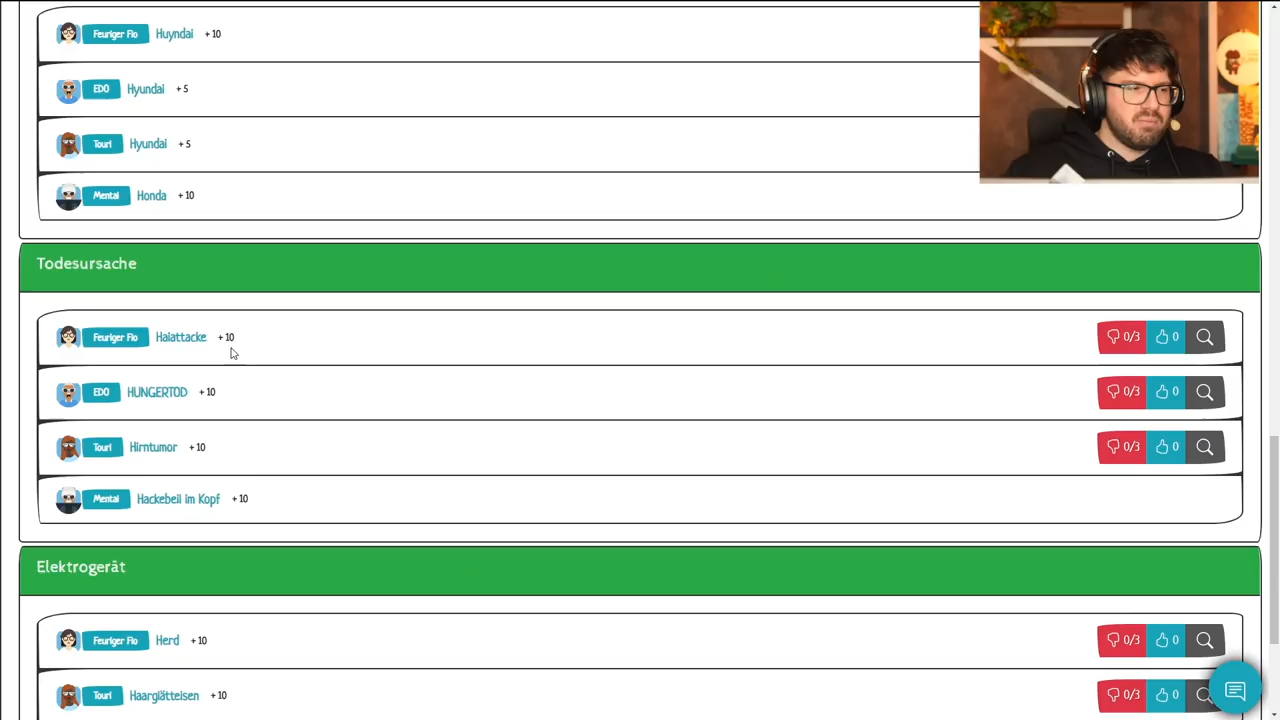 Feuriger Flo Huyndai + 10
EDO Hyundai + 5
Touri Hyundai + 5
Mental Honda + 10
Todesursache
Feuriger Flo Haiattacke + 10 0/3 0
EDO HUNGERTOD + 10 0/3 0
Touri Hirntumor + 10 0/3 0
Mental Hackebeil im Kopf + 10
Elektrogerät
Feuriger Flo Herd + 10 0/3 0
Touri Haarglätteisen + 10 0/3 0